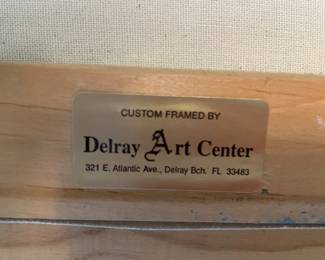 CUSTOM FRAMED BY
Delray Art Center
321 E. Atlantic Ave., Delray Bch. FL 33483